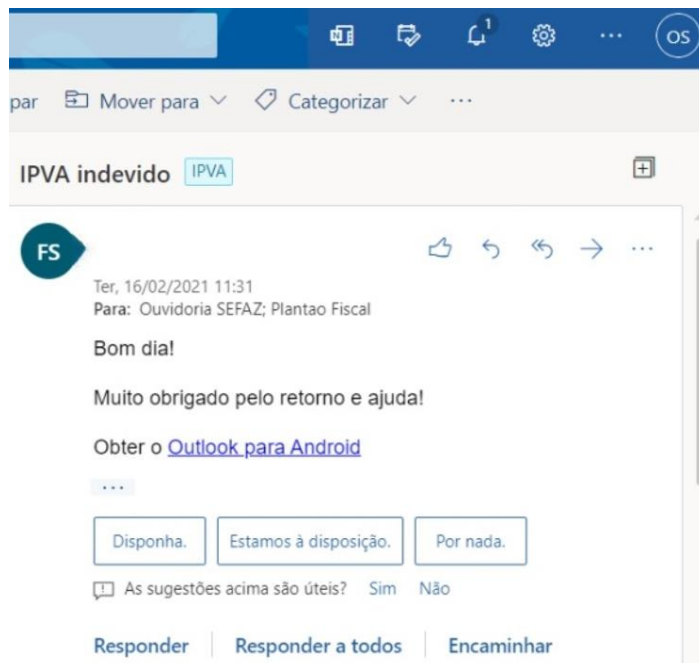 1
OS
par Mover para Categorizar ...
IPVA indevido IPVA
FS
Ter, 16/02/2021 11:31
Para: Ouvidoria SEFAZ; Plantao Fiscal
Bom dia!
Muito obrigado pelo retorno e ajuda!
Obter o Outlook para Android
...
Disponha. Estamos à disposição. Por nada.
As sugestões acima são úteis? Sim Não
Responder Responder a todos Encaminhar